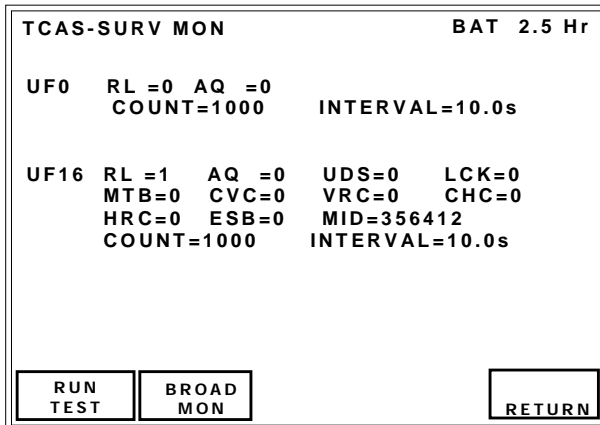 TCAS-SURV MON BAT 2.5 Hr
UF0 RL =0 AQ =0
COUNT=1000 INTERVAL=10.0s
UF16 RL =1 AQ =0 UDS=0 LCK=0
MTB=0 CVC=0 VRC=0 CHC=0
HRC=0 ESB=0 MID=356412
COUNT=1000 INTERVAL=10.0s
RUN TEST
BROAD MON
RETURN